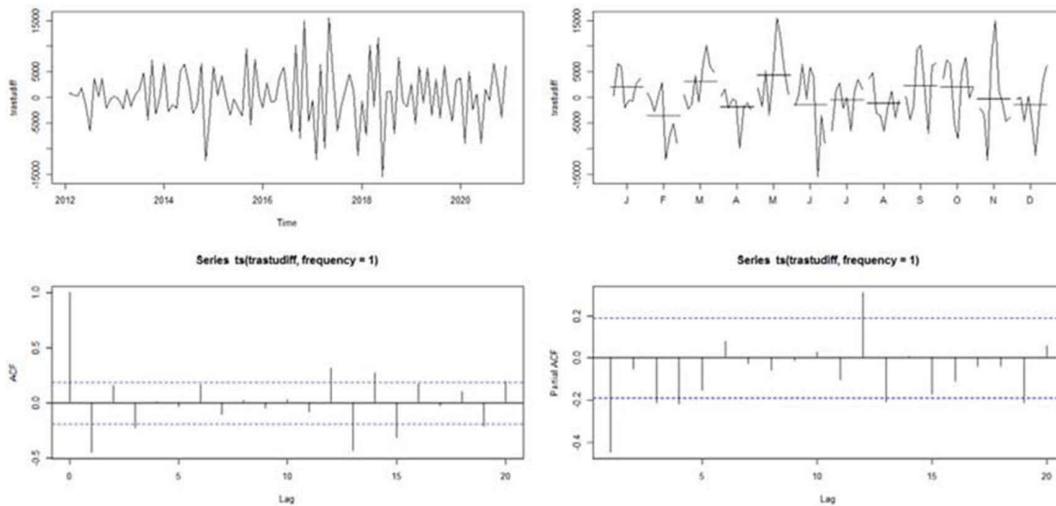 trastudiff
15000
5000
0
-5000
-15000
2012
2014
2016
2018
2020
Time
trastudiff
15000
5000
0
-5000
-15000
J
F
M
A
M
J
J
A
S
O
N
D
Series ts(trastudiff, frequency = 1)
ACF
1.0
0.5
0.0
-0.5
0
5
10
15
20
Lag
Series ts(trastudiff, frequency = 1)
Partial ACF
0.2
0.0
-0.2
-0.4
5
10
15
20
Lag